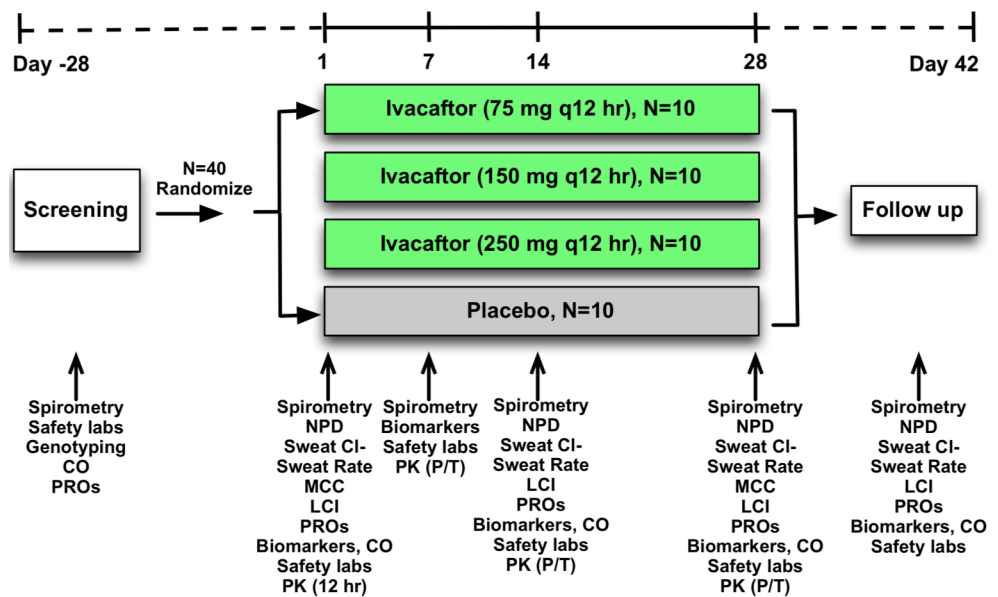 Day -28
1
7
14
28
Day 42
Screening
N=40
Randomize
Ivacaftor (75 mg q12 hr), N=10
Ivacaftor (150 mg q12 hr), N=10
Ivacaftor (250 mg q12 hr), N=10
Placebo, N=10
Follow up
Spirometry
Safety labs
Genotyping
CO
PROs
Spirometry
NPD
Sweat Cl-
Sweat Rate
MCC
LCI
PROs
Biomarkers, CO
Safety labs
PK (12 hr)
Spirometry
Biomarkers
Safety labs
PK (P/T)
Spirometry
NPD
Sweat Cl-
Sweat Rate
LCI
PROs
Biomarkers, CO
Safety labs
PK (P/T)
Spirometry
NPD
Sweat Cl-
Sweat Rate
MCC
LCI
PROs
Biomarkers, CO
Safety labs
PK (P/T)
Spirometry
NPD
Sweat Cl-
Sweat Rate
LCI
PROs
Biomarkers, CO
Safety labs